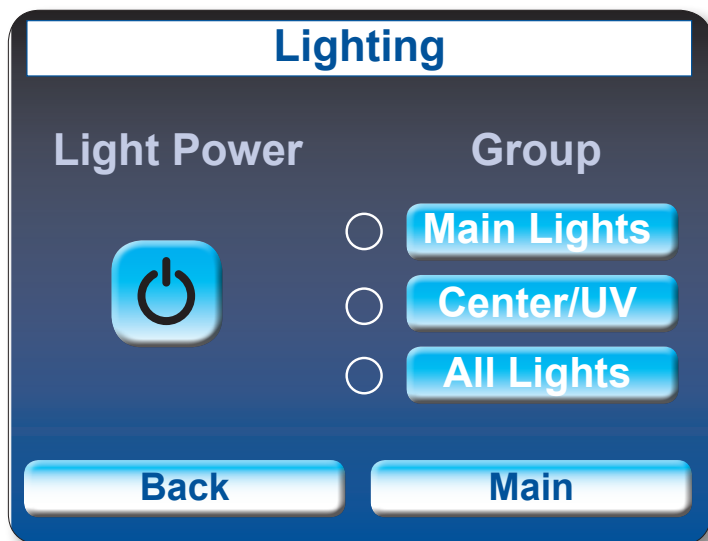 Lighting
Light Power
Group
Main Lights
Center/UV
All Lights
Back
Main